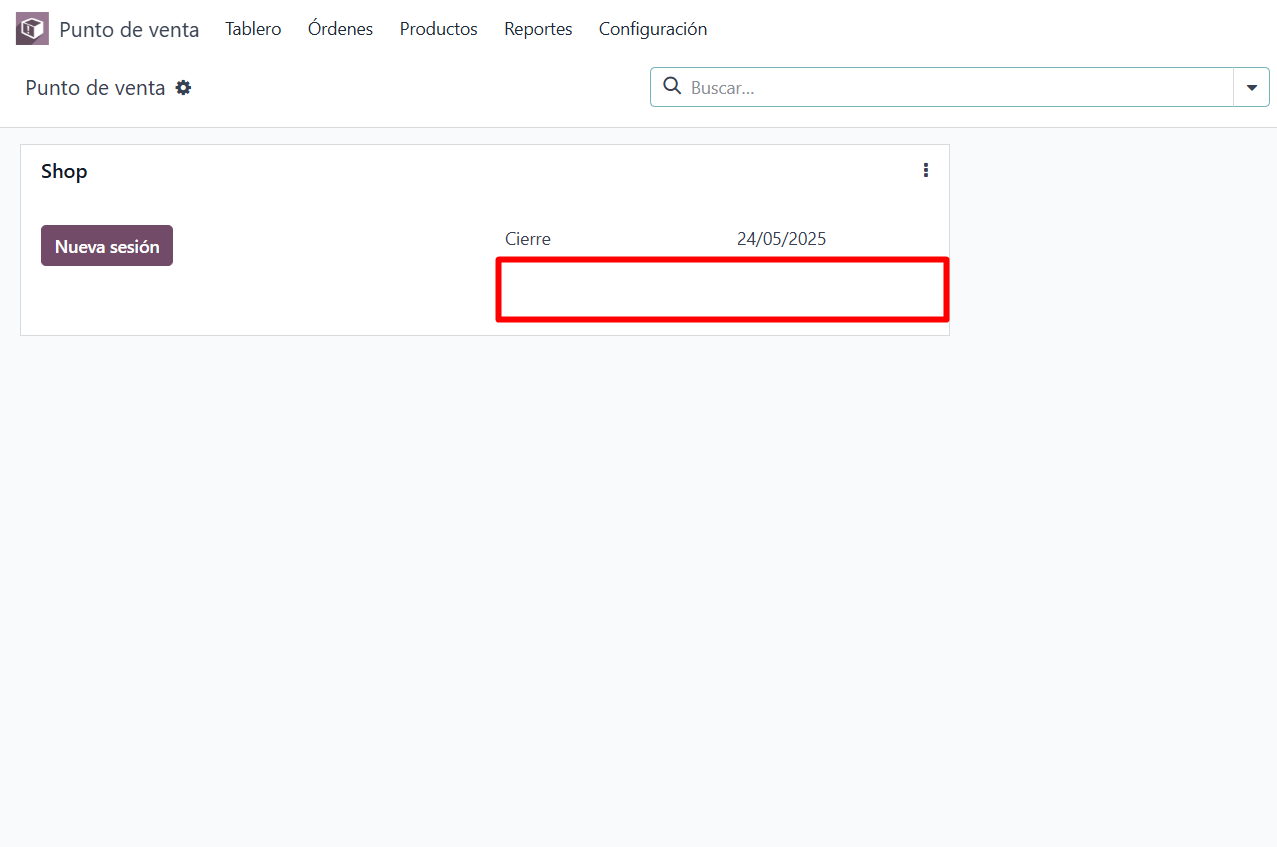 Punto de venta Tablero Órdenes Productos Reportes Configuración
Punto de venta Buscar...
Shop
Nueva sesión Cierre 24/05/2025